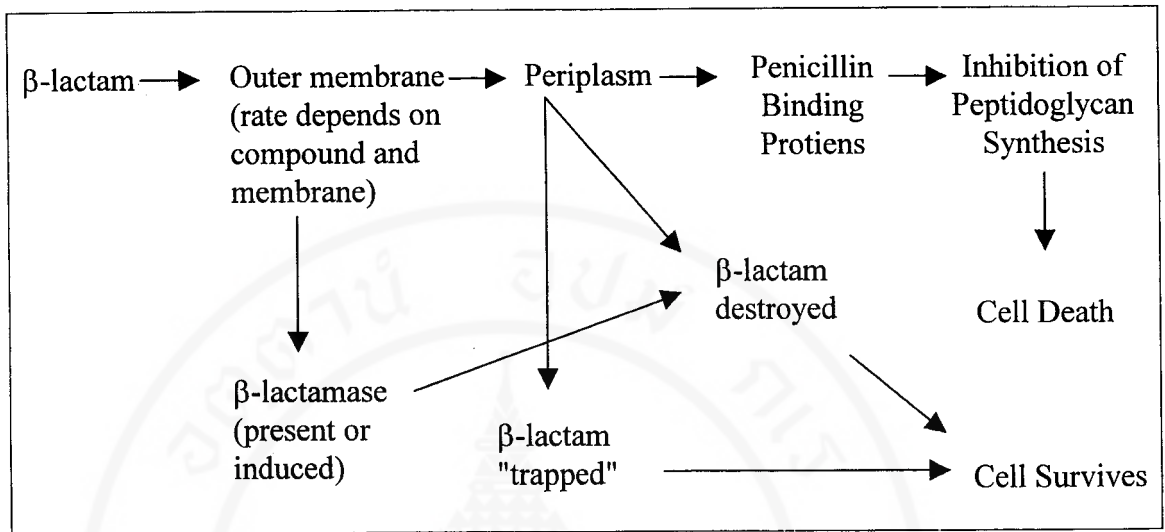 β-lactam
Outer membrane
(rate depends on
compound and
membrane)
Periplasm
Penicillin
Binding
Protiens
Inhibition of
Peptidoglycan
Synthesis
β-lactam
destroyed
Cell Death
β-lactamase
(present or
induced)
β-lactam
"trapped"
Cell Survives